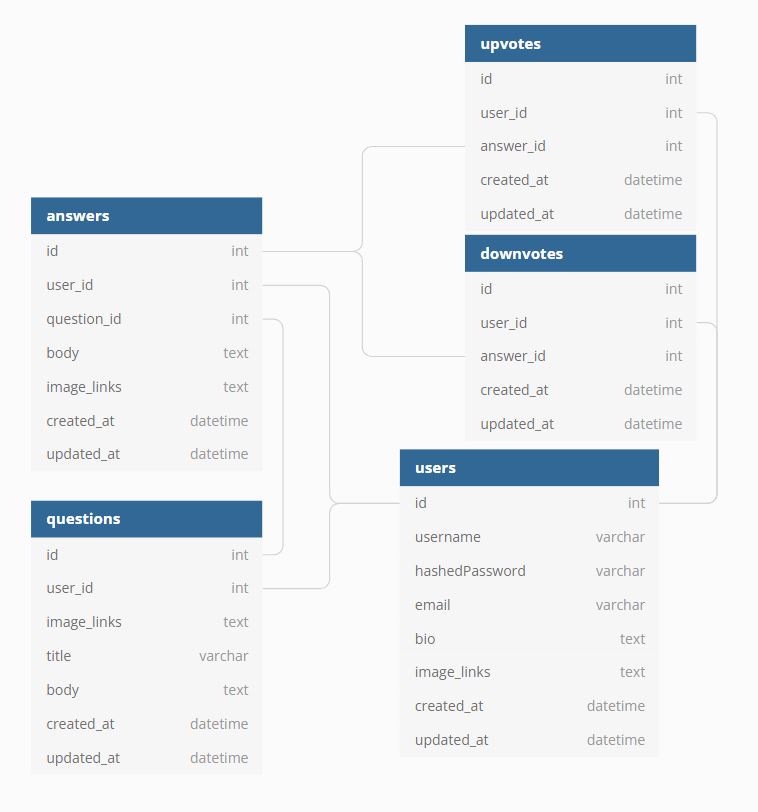 upvotes
id int
user_id int
answer_id int
created_at datetime
updated_at datetime
answers
id int
user_id int
question_id int
body text
image_links text
created_at datetime
updated_at datetime
downvotes
id int
user_id int
answer_id int
created_at datetime
updated_at datetime
questions
id int
user_id int
image_links text
title varchar
body text
created_at datetime
updated_at datetime
users
id int
username varchar
hashedPassword varchar
email varchar
bio text
image_links text
created_at datetime
updated_at datetime